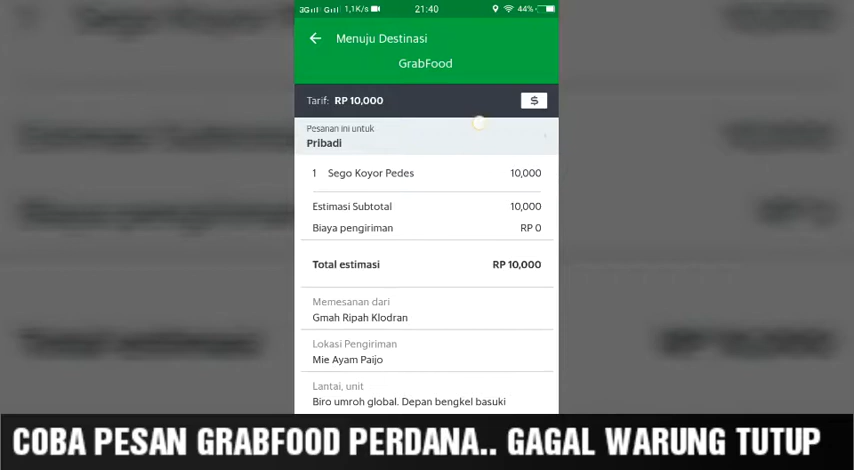 3G G 1,1K/s 21:40 44%
Menuju Destinasi
GrabFood
Tarif: RP 10,000 $
Pesanan ini untuk
Pribadi
1 Sego Koyor Pedes 10,000
Estimasi Subtotal 10,000
Biaya pengiriman RP 0
Total estimasi RP 10,000
Memesanan dari
Gmah Ripah Klodran
Lokasi Pengiriman
Mie Ayam Paijo
Lantai, unit
Biro umroh global. Depan bengkel basuki
COBA PESAN GRABFOOD PERDANA.. GAGAL WARUNG TUTUP